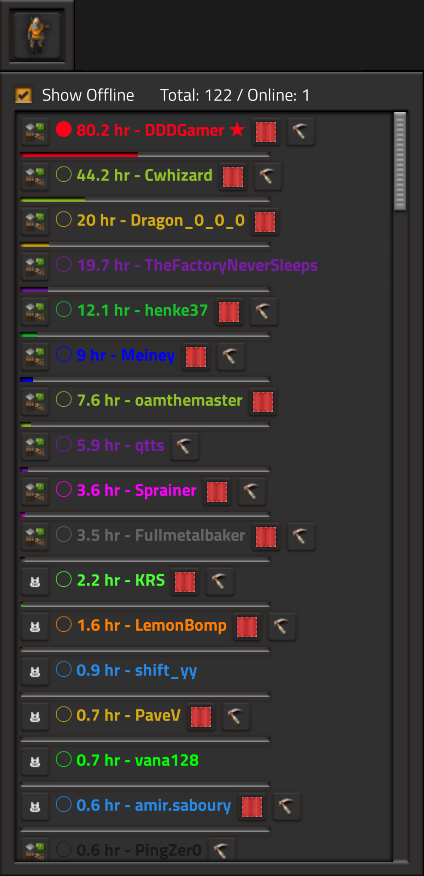 Show Offline Total: 122 / Online: 1
80.2 hr - DDDGamer ★
44.2 hr - Cwhizard
20 hr - Dragon_0_0_0
19.7 hr - TheFactoryNeverSleeps
12.1 hr - henke37
9 hr - Meiney
7.6 hr - oamthemaster
5.9 hr - qtts
3.6 hr - Sprainer
3.5 hr - Fullmetalbaker
2.2 hr - KRS
1.6 hr - LemonBomp
0.9 hr - shift_yy
0.7 hr - PaveV
0.7 hr - vana128
0.6 hr - amir.saboury
0.6 hr - PingZer0